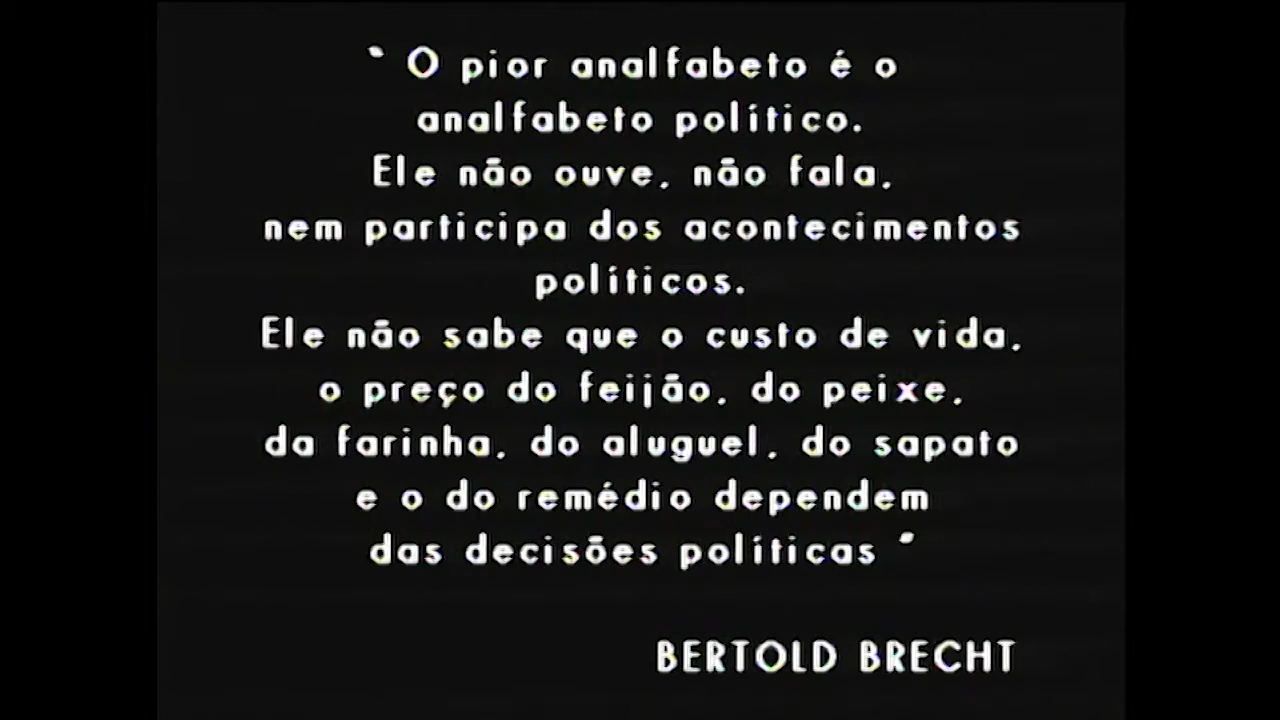 " O pior analfabeto é o
analfabeto político.
Ele não ouve, não fala,
nem participa dos acontecimentos
políticos.
Ele não sabe que o custo de vida,
o preço do feijão, do peixe,
da farinha, do aluguel, do sapato
e o do remédio dependem
das decisões políticas "
BERTOLD BRECHT